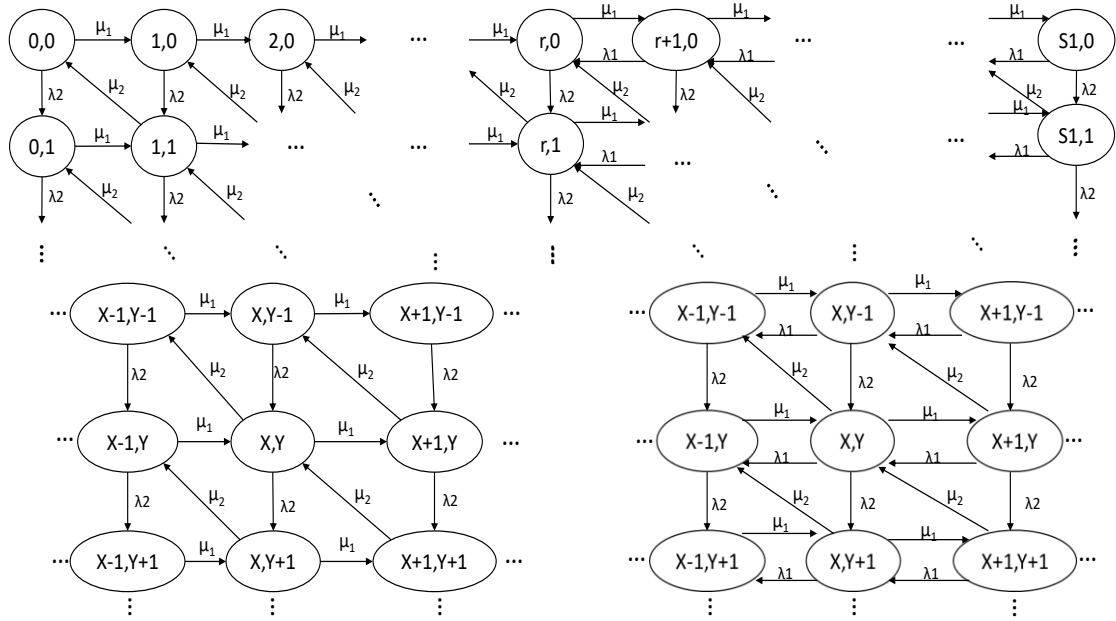 μ1 μ1 μ1 ... μ1 μ1 μ1 ... μ1
0,0 1,0 2,0 r,0 r+1,0 ... S1,0
λ1 λ1 λ1
λ2 μ2 λ2 μ2 λ2 μ2 μ2 λ2 μ2 λ2 μ2 μ2 λ2
μ1 μ1 μ1 μ1 μ1
0,1 1,1 ... ... r,1 ... S1,1
λ1 λ1
λ2 μ2 λ2 μ2 λ2 μ2 λ2
μ1 μ1
... X-1,Y-1 X,Y-1 X+1,Y-1 ...
λ2 μ2 λ2 μ2 λ2
μ1 μ1
... X-1,Y X,Y X+1,Y ...
λ2 μ2 λ2 μ2 λ2
μ1 μ1
... X-1,Y+1 X,Y+1 X+1,Y+1 ...
μ1 μ1
... X-1,Y-1 X,Y-1 X+1,Y-1 ...
λ1 λ1
λ2 μ2 λ2 μ2 λ2
μ1 μ1
... X-1,Y X,Y X+1,Y ...
λ1 λ1
λ2 μ2 λ2 μ2 λ2
μ1 μ1
... X-1,Y+1 X,Y+1 X+1,Y+1 ...
λ1 λ1